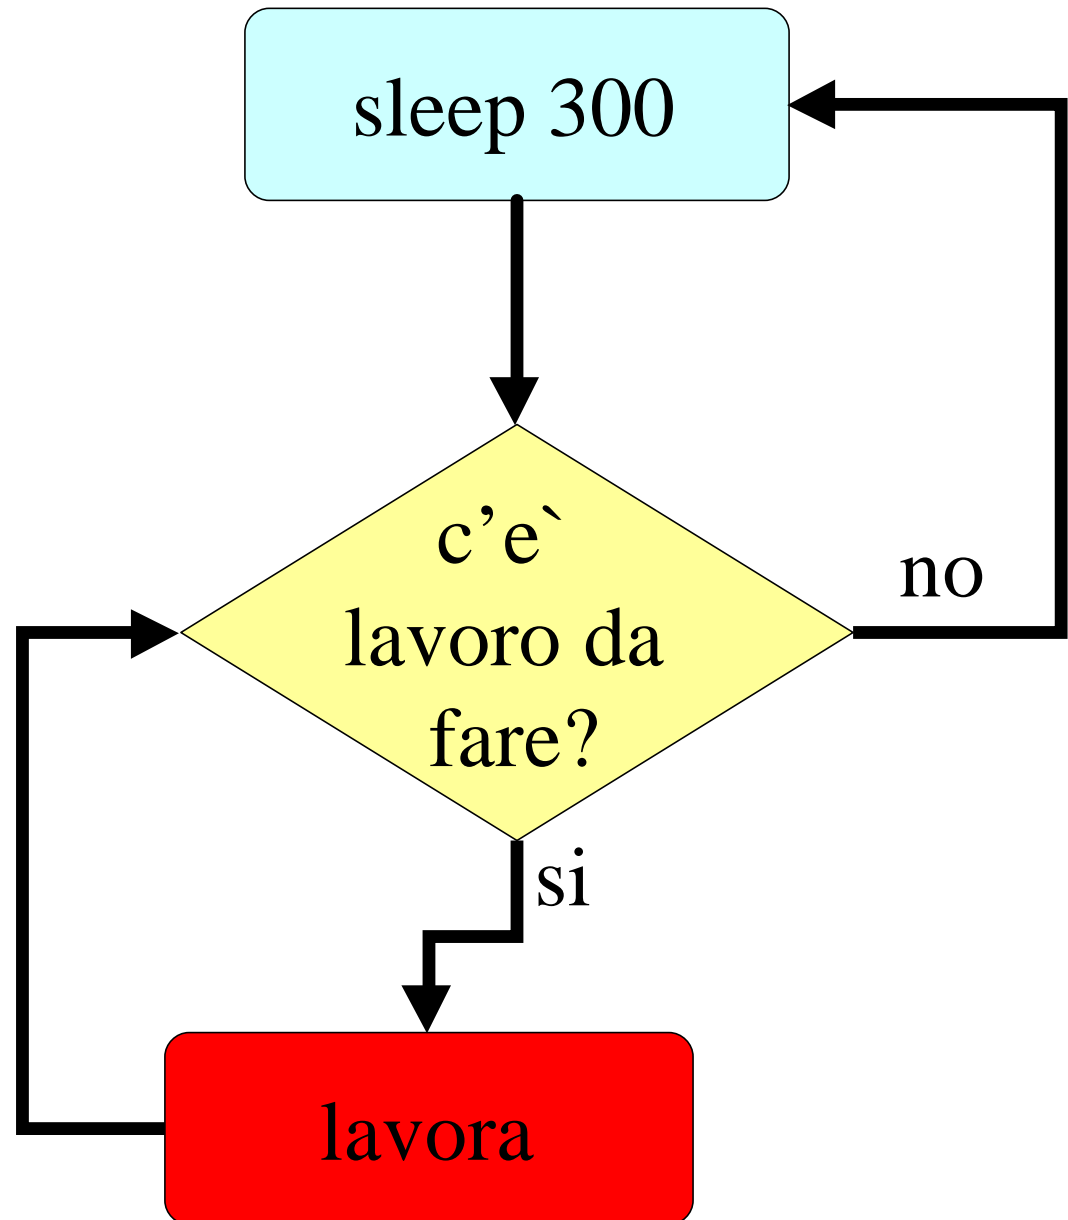 sleep 300
c’e`
lavoro da
fare?
no
si
lavora